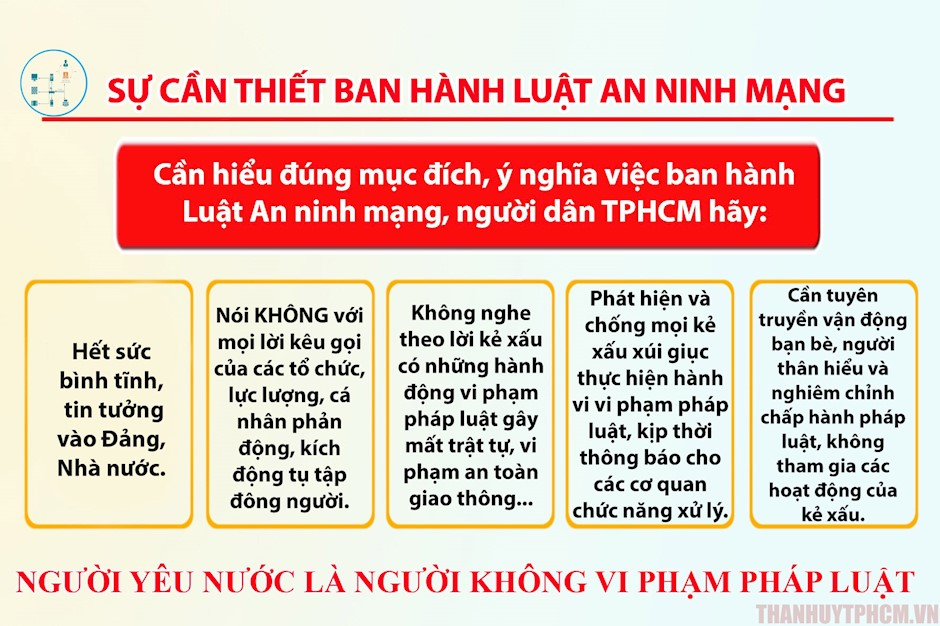 SỰ CẦN THIẾT BAN HÀNH LUẬT AN NINH MẠNG
Cần hiểu đúng mục đích, ý nghĩa việc ban hành
Luật An ninh mạng, người dân TPHCM hãy:
Hết sức
bình tĩnh,
tin tưởng
vào Đảng,
Nhà nước.
Nói KHÔNG với
mọi lời kêu gọi
của các tổ chức,
lực lượng, cá
nhân phản
động, kích
động tụ tập
đông người.
Không nghe
theo lời kẻ xấu
có những hành
động vi phạm
pháp luật gây
mất trật tự, vi
phạm an toàn
giao thông...
Phát hiện và
chống mọi kẻ
xấu xúi giục
thực hiện hành
vi vi phạm pháp
luật, kịp thời
thông báo cho
các cơ quan
chức năng xử lý.
Cần tuyên
truyền vận động
bạn bè, người
thân hiểu và
nghiêm chỉnh
chấp hành pháp
luật, không
tham gia các
hoạt động của
kẻ xấu.
NGƯỜI YÊU NƯỚC LÀ NGƯỜI KHÔNG VI PHẠM PHÁP LUẬT
THANHUYTPHCM.VN